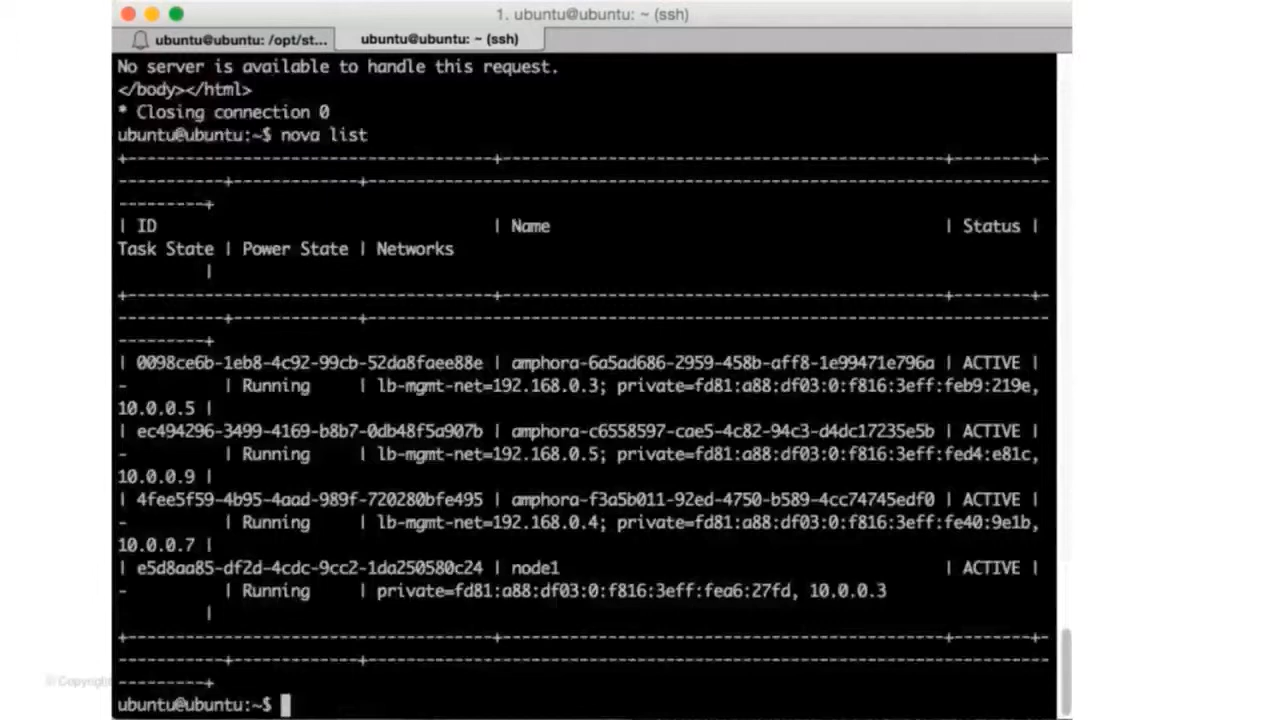 1. ubuntu@ubuntu: ~ (ssh)
ubuntu@ubuntu: /opt/st... ubuntu@ubuntu: ~ (ssh)
No server is available to handle this request.
</body></html>
* Closing connection 0
ubuntu@ubuntu:~$ nova list
+---------------------------------------+-----------------------------------------------+---------+-
-----------+-------------+-----------------------------------------------------------------------
---------+
| ID | Name | Status |
Task State | Power State | Networks
|
+---------------------------------------+-----------------------------------------------+---------+-
-----------+-------------+-----------------------------------------------------------------------
---------+
| 0098ce6b-1eb8-4c92-99cb-52da8faee88e | amphora-6a5ad686-2959-458b-aff8-1e99471e796a | ACTIVE |
- | Running | lb-mgmt-net=192.168.0.3; private=fd81:a88:df03:0:f816:3eff:feb9:219e,
10.0.0.5 |
| ec494296-3499-4169-b8b7-0db48f5a907b | amphora-c6558597-cae5-4c82-94c3-d4dc17235e5b | ACTIVE |
- | Running | lb-mgmt-net=192.168.0.5; private=fd81:a88:df03:0:f816:3eff:fed4:e81c,
10.0.0.9 |
| 4fee5f59-4b95-4aad-989f-720280bfe495 | amphora-f3a5b011-92ed-4750-b589-4cc74745edf0 | ACTIVE |
- | Running | lb-mgmt-net=192.168.0.4; private=fd81:a88:df03:0:f816:3eff:fe40:9e1b,
10.0.0.7 |
| e5d8aa85-df2d-4cdc-9cc2-1da250580c24 | node1 | ACTIVE |
- | Running | private=fd81:a88:df03:0:f816:3eff:fea6:27fd, 10.0.0.3
|
+---------------------------------------+-----------------------------------------------+---------+-
-----------+-------------+-----------------------------------------------------------------------
---------+
ubuntu@ubuntu:~$
© Copyright